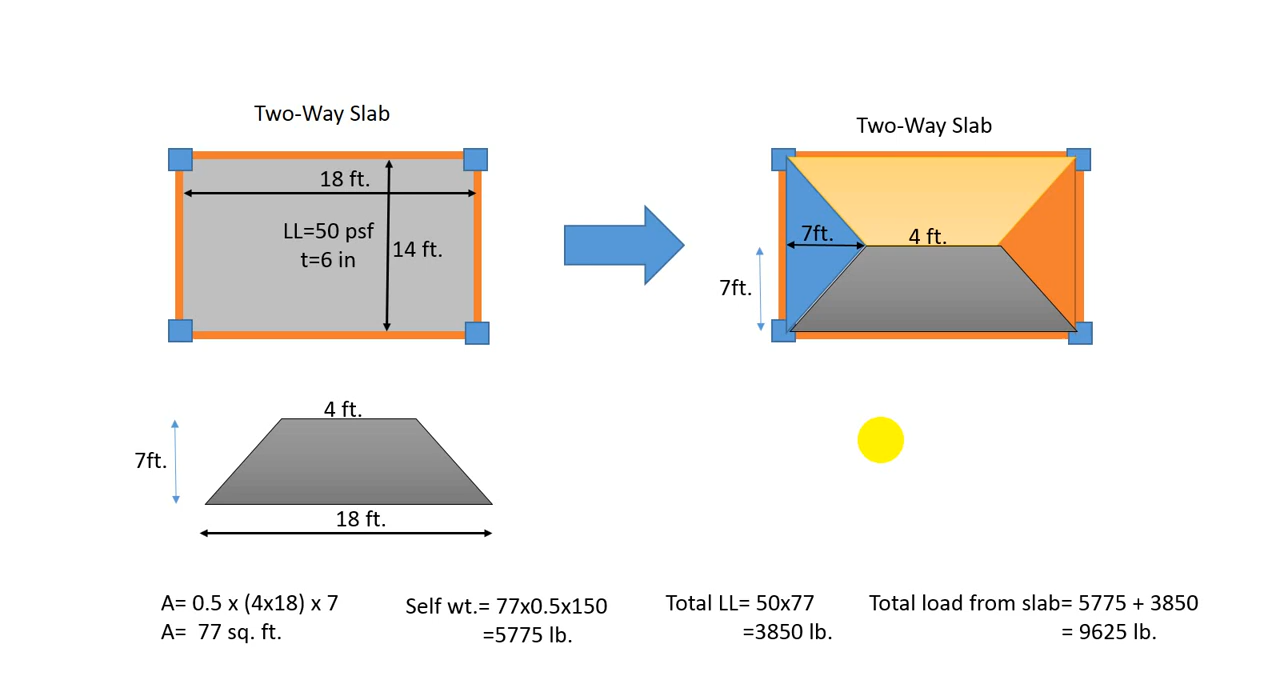 Two-Way Slab
18 ft.
LL=50 psf
t=6 in
14 ft.
Two-Way Slab
7ft.
4 ft.
7ft.
4 ft.
7ft.
18 ft.
A= 0.5 x (4x18) x 7
A=  77 sq. ft.
Self wt.= 77x0.5x150
=5775 lb.
Total LL= 50x77
=3850 lb.
Total load from slab= 5775 + 3850
= 9625 lb.